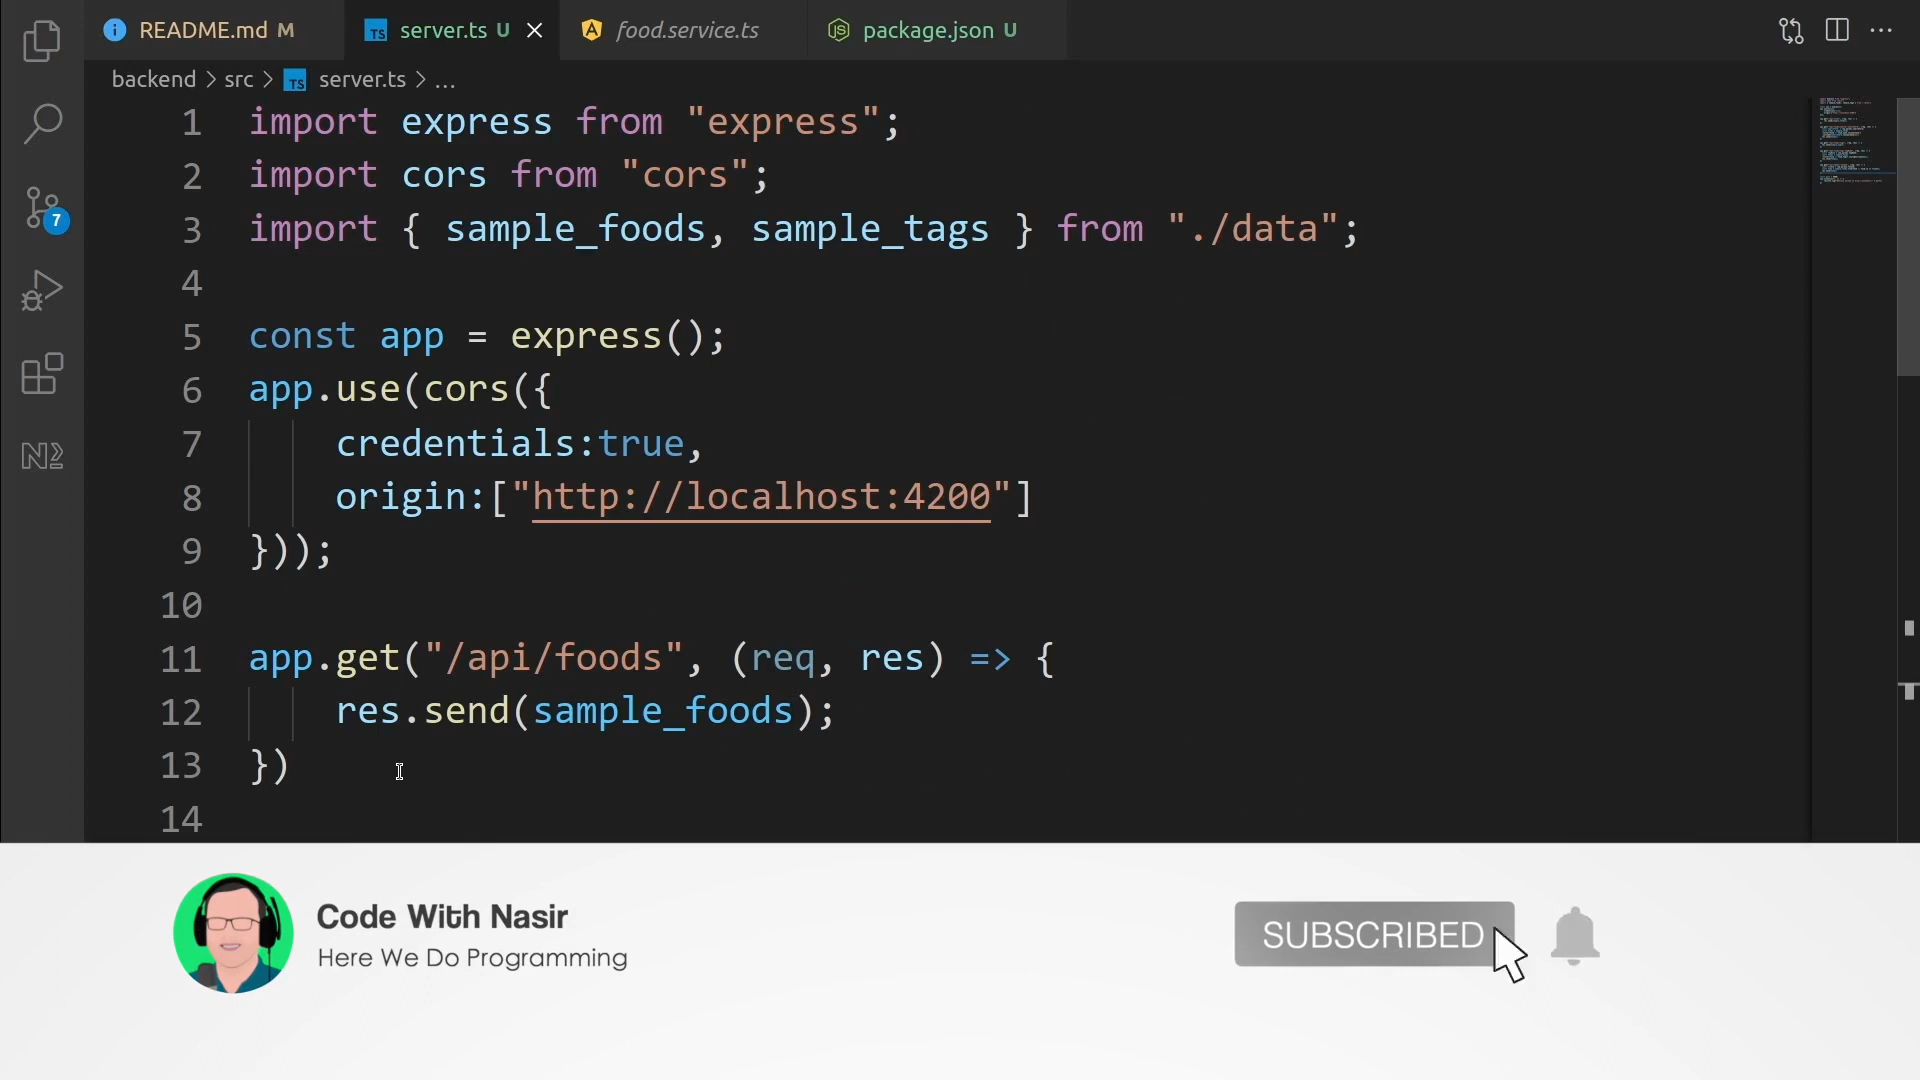 README.md M
server.ts U
food.service.ts
package.json U
backend > src > TS server.ts > ...
7
1 import express from "express";
2 import cors from "cors";
3 import { sample_foods, sample_tags } from "./data";
4
5 const app = express();
6 app.use(cors({
7 credentials:true,
8 origin:["http://localhost:4200"]
9 }));
10
11 app.get("/api/foods", (req, res) => {
12 res.send(sample_foods);
13 })
14
Code With Nasir
Here We Do Programming
SUBSCRIBED